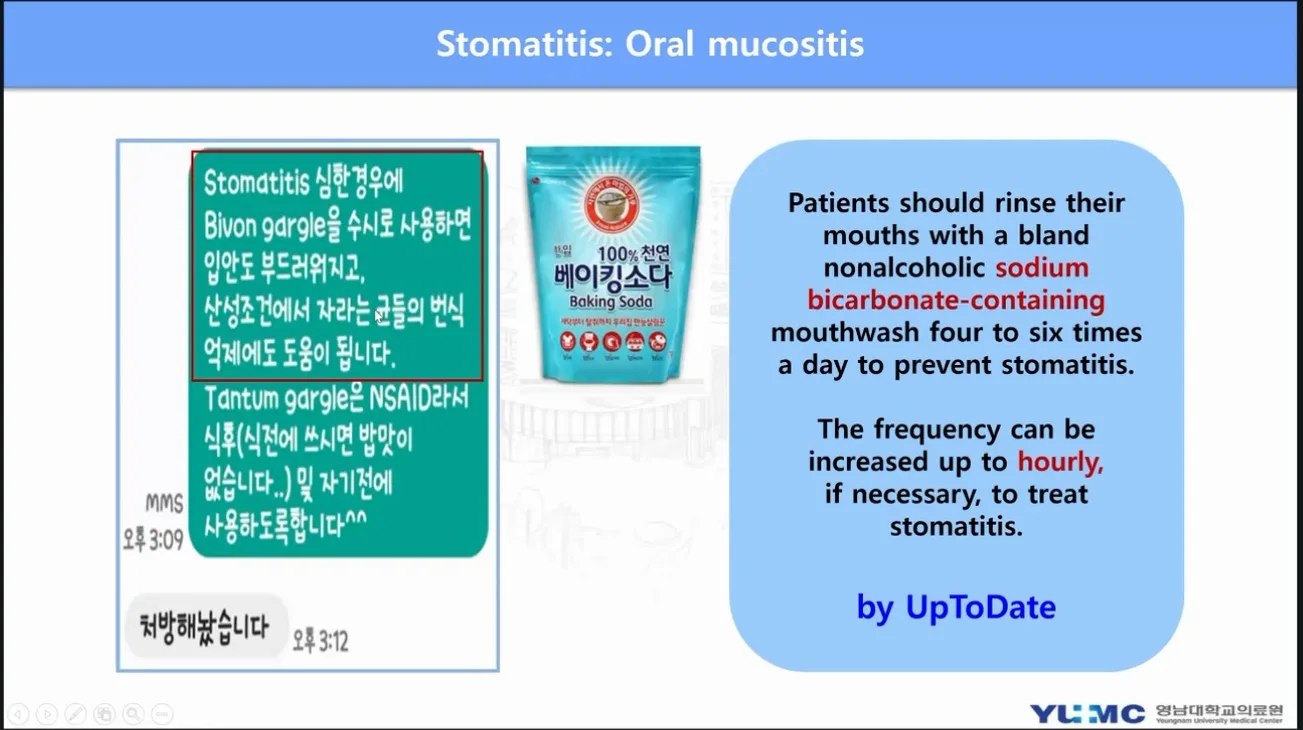 Stomatitis: Oral mucositis
Stomatitis 심한경우에
Bivon gargle을 수시로 사용하면
입안도 부드러워지고,
산성조건에서 자라는 균들의 번식
억제에도 도움이 됩니다.
Tantum gargle은 NSAID라서
식후(식전에 쓰시면 밥맛이
없습니다..) 및 자기전에
사용하도록합니다^^
MMS
오후 3:09
처방해놨습니다
오후 3:12
100% 천연
베이킹소다
Baking Soda
Patients should rinse their
mouths with a bland
nonalcoholic sodium
bicarbonate-containing
mouthwash four to six times
a day to prevent stomatitis.
The frequency can be
increased up to hourly,
if necessary, to treat
stomatitis.
by UpToDate
YUMC 영남대학교의료원
Yeungnam University Medical Center